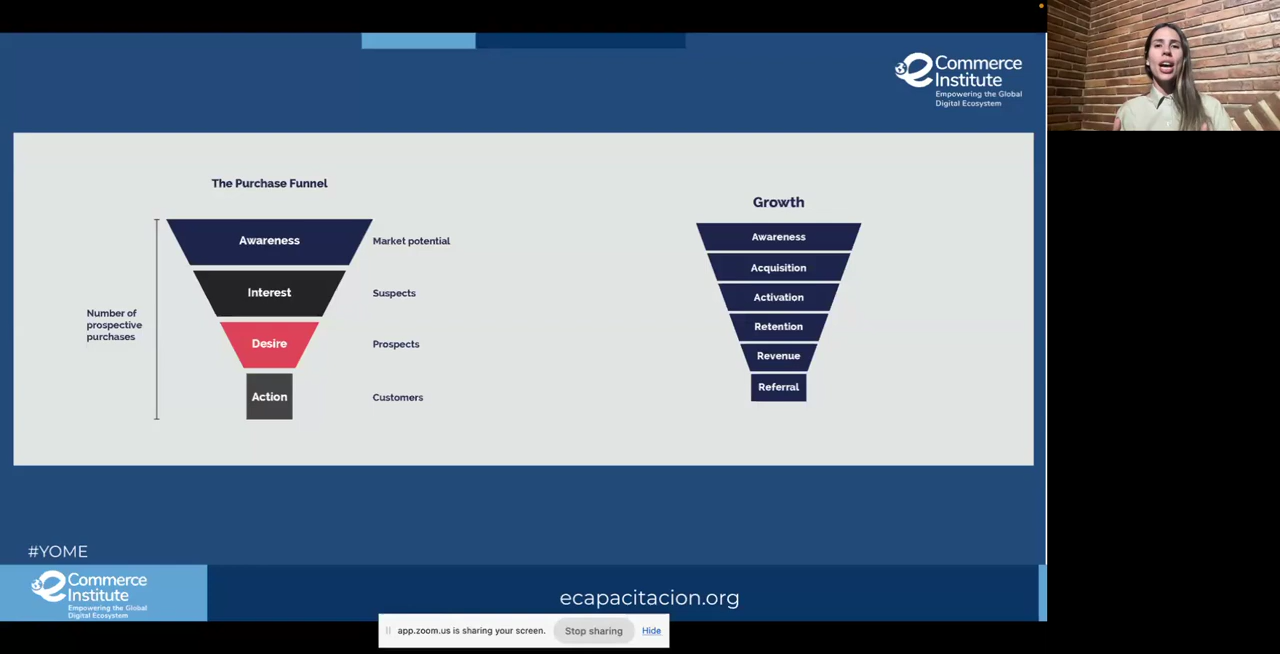 Commerce
Institute
Empowering the Global
Digital Ecosystem
The Purchase Funnel
Awareness
Market potential
Interest
Suspects
Number of
prospective
purchases
Desire
Prospects
Action
Customers
Growth
Awareness
Acquisition
Activation
Retention
Revenue
Referral
#YOME
Commerce
Institute
Empowering the Global
Digital Ecosystem
ecapacitacion.org
app.zoom.us is sharing your screen.
Stop sharing
Hide